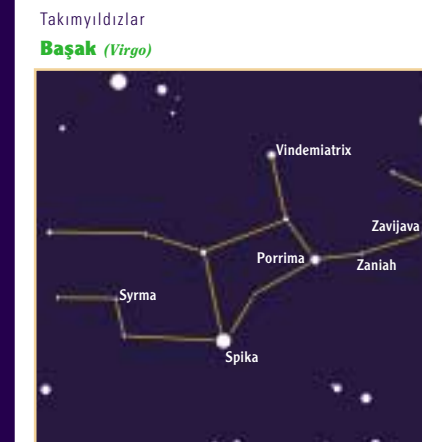 Takımyıldızlar
Başak (Virgo)
Vindemiatrix
Zavijava
Porrima
Zaniah
Syrma
Spika